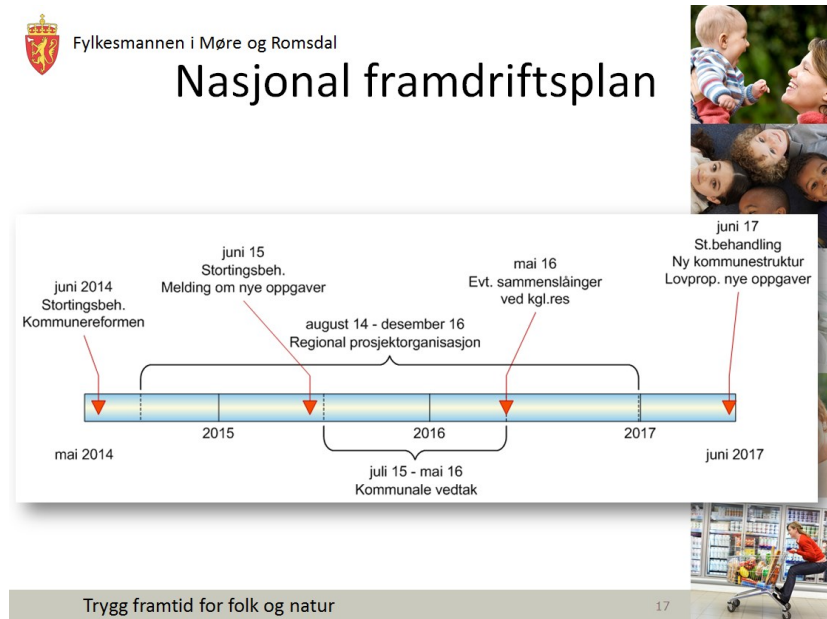 Fylkesmannen i Møre og Romsdal
Nasjonal framdriftsplan
juni 2014
Stortingsbeh.
Kommunereformen
juni 15
Stortingsbeh.
Melding om nye oppgaver
august 14 - desember 16
Regional prosjektorganisasjon
mai 16
Evt. sammenslåinger
ved kgl.res
juni 17
St.behandling
Ny kommunestruktur
Lovprop. nye oppgaver
2015
2016
2017
mai 2014
juni 2017
juli 15 - mai 16
Kommunale vedtak
Trygg framtid for folk og natur
17